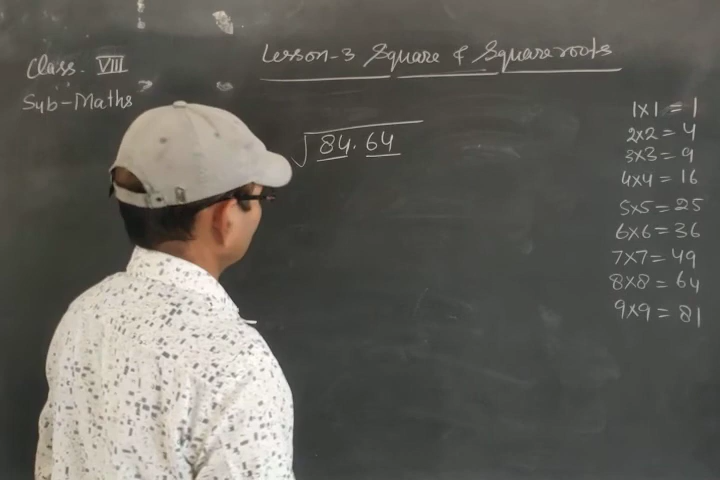 Lesson-3 Square & Squareroots
Class. VIII
Sub-Maths
√84.64
1x1=1
2x2=4
3x3=9
4x4=16
5x5=25
6x6=36
7x7=49
8x8=64
9x9=81